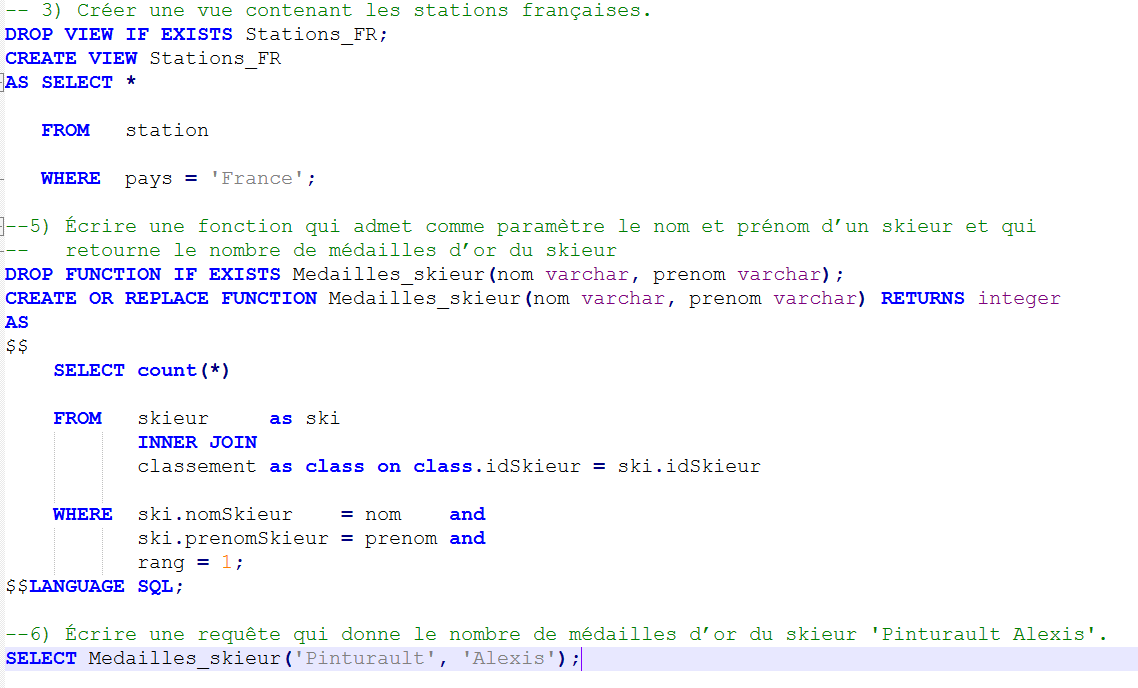 -- 3) Créer une vue contenant les stations françaises.
DROP VIEW IF EXISTS Stations_FR;
CREATE VIEW Stations_FR
AS SELECT *
FROM station
WHERE pays = 'France';
--5) Écrire une fonction qui admet comme paramètre le nom et prénom d’un skieur et qui
-- retourne le nombre de médailles d’or du skieur
DROP FUNCTION IF EXISTS Medailles_skieur(nom varchar, prenom varchar);
CREATE OR REPLACE FUNCTION Medailles_skieur(nom varchar, prenom varchar) RETURNS integer
AS
$$
SELECT count(*)
FROM skieur as ski
INNER JOIN
classement as class on class.idSkieur = ski.idSkieur
WHERE ski.nomSkieur = nom and
ski.prenomSkieur = prenom and
rang = 1;
$$LANGUAGE SQL;
--6) Écrire une requête qui donne le nombre de médailles d’or du skieur 'Pinturault Alexis'.
SELECT Medailles_skieur('Pinturault', 'Alexis');